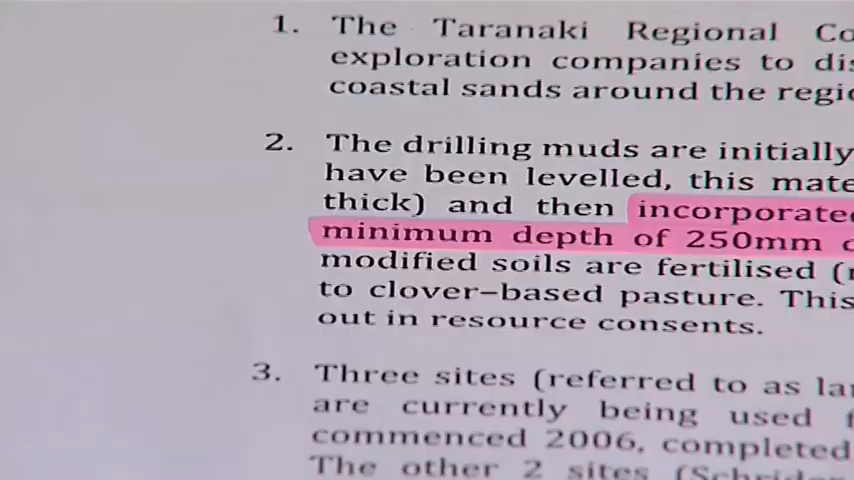 1. The Taranaki Regional Co
exploration companies to dis
coastal sands around the regio
2. The drilling muds are initially
have been levelled, this mate
thick) and then incorporated
minimum depth of 250mm
modified soils are fertilised (
to clover-based pasture. This
out in resource consents.
3. Three sites (referred to as la
are currently being used f
commenced 2006, completed
The other 2 sites